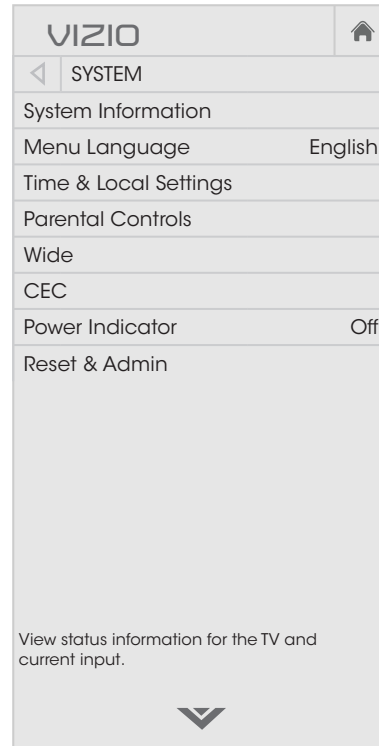 VIZIO
SYSTEM
System Information
Menu Language English
Time & Local Settings
Parental Controls
Wide
CEC
Power Indicator Off
Reset & Admin
View status information for the TV and
current input.